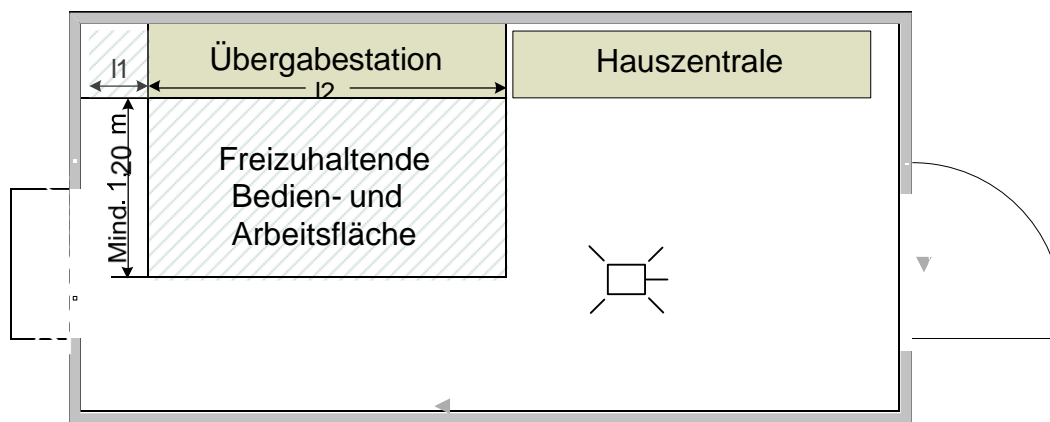 Übergabestation
Hauszentrale
l1
l2
Mind. 1,20 m
Freizuhaltende
Bedien- und
Arbeitsfläche